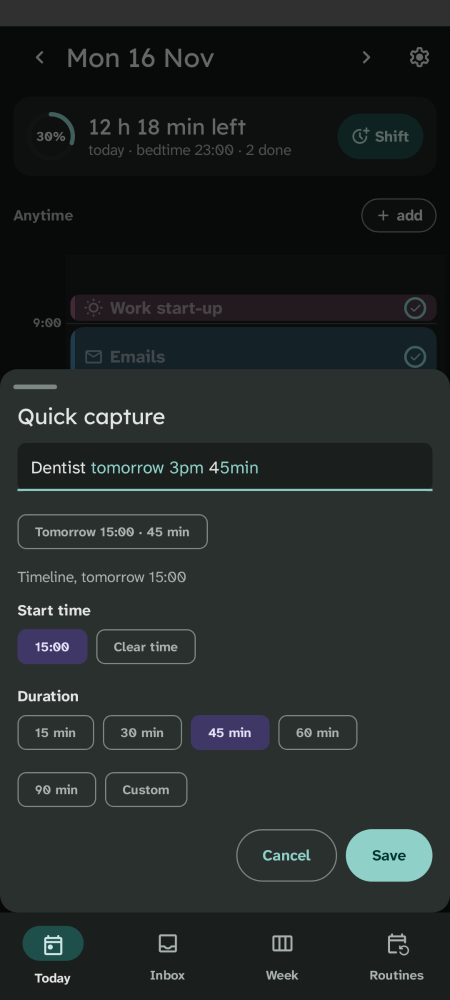 Mon 16 Nov
30%
12 h 18 min left
today · bedtime 23:00 · 2 done
Shift
Anytime
+ add
9:00
Work start-up
Emails
Quick capture
Dentist tomorrow 3pm 45min
Tomorrow 15:00 · 45 min
Timeline, tomorrow 15:00
Start time
15:00
Clear time
Duration
15 min
30 min
45 min
60 min
90 min
Custom
Cancel
Save
Today
Inbox
Week
Routines